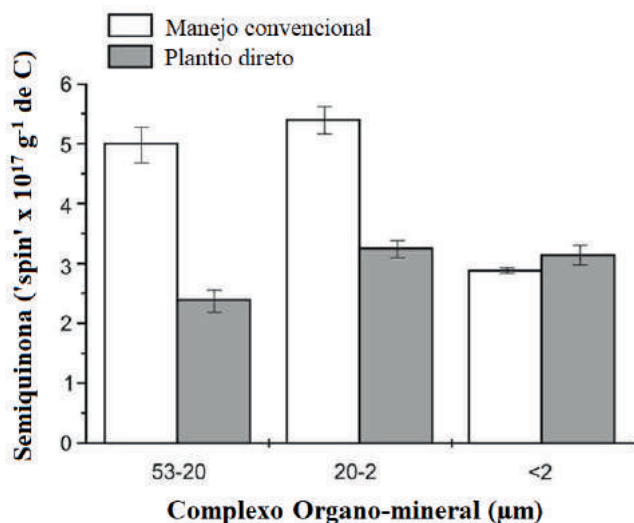 Manejo convencional
Plantio direto
Semiquinona ('spin' x 10¹⁷ g⁻¹ de C)
6
5
4
3
2
1
0
53-20 20-2 <2
Complexo Organo-mineral (µm)